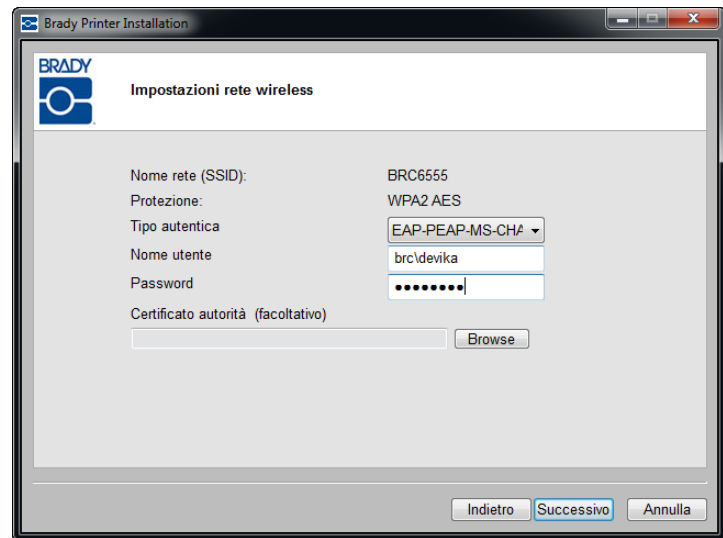 Brady Printer Installation
BRADY
Impostazioni rete wireless
Nome rete (SSID): BRC6555
Protezione: WPA2 AES
Tipo autentica EAP-PEAP-MS-CHA
Nome utente brc\devika
Password ●●●●●●●●
Certificato autorità (facoltativo)
Browse
Indietro Successivo Annulla